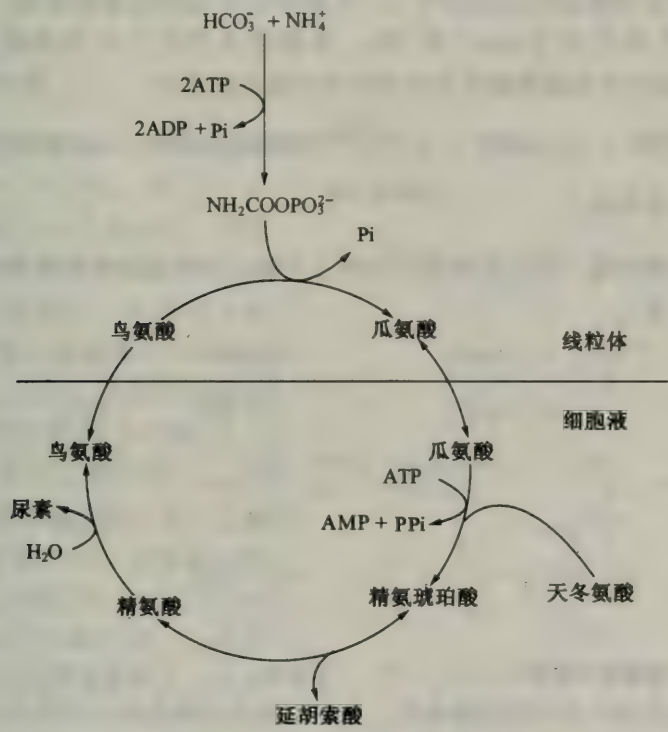 HCO₃⁻ + NH₄⁺
2ATP
2ADP + Pi
NH₂COOPO₃²⁻
Pi
鸟氨酸
瓜氨酸
线粒体
细胞液
鸟氨酸
瓜氨酸
ATP
尿素
AMP + PPi
H₂O
精氨酸
精氨琥珀酸
天冬氨酸
延胡索酸